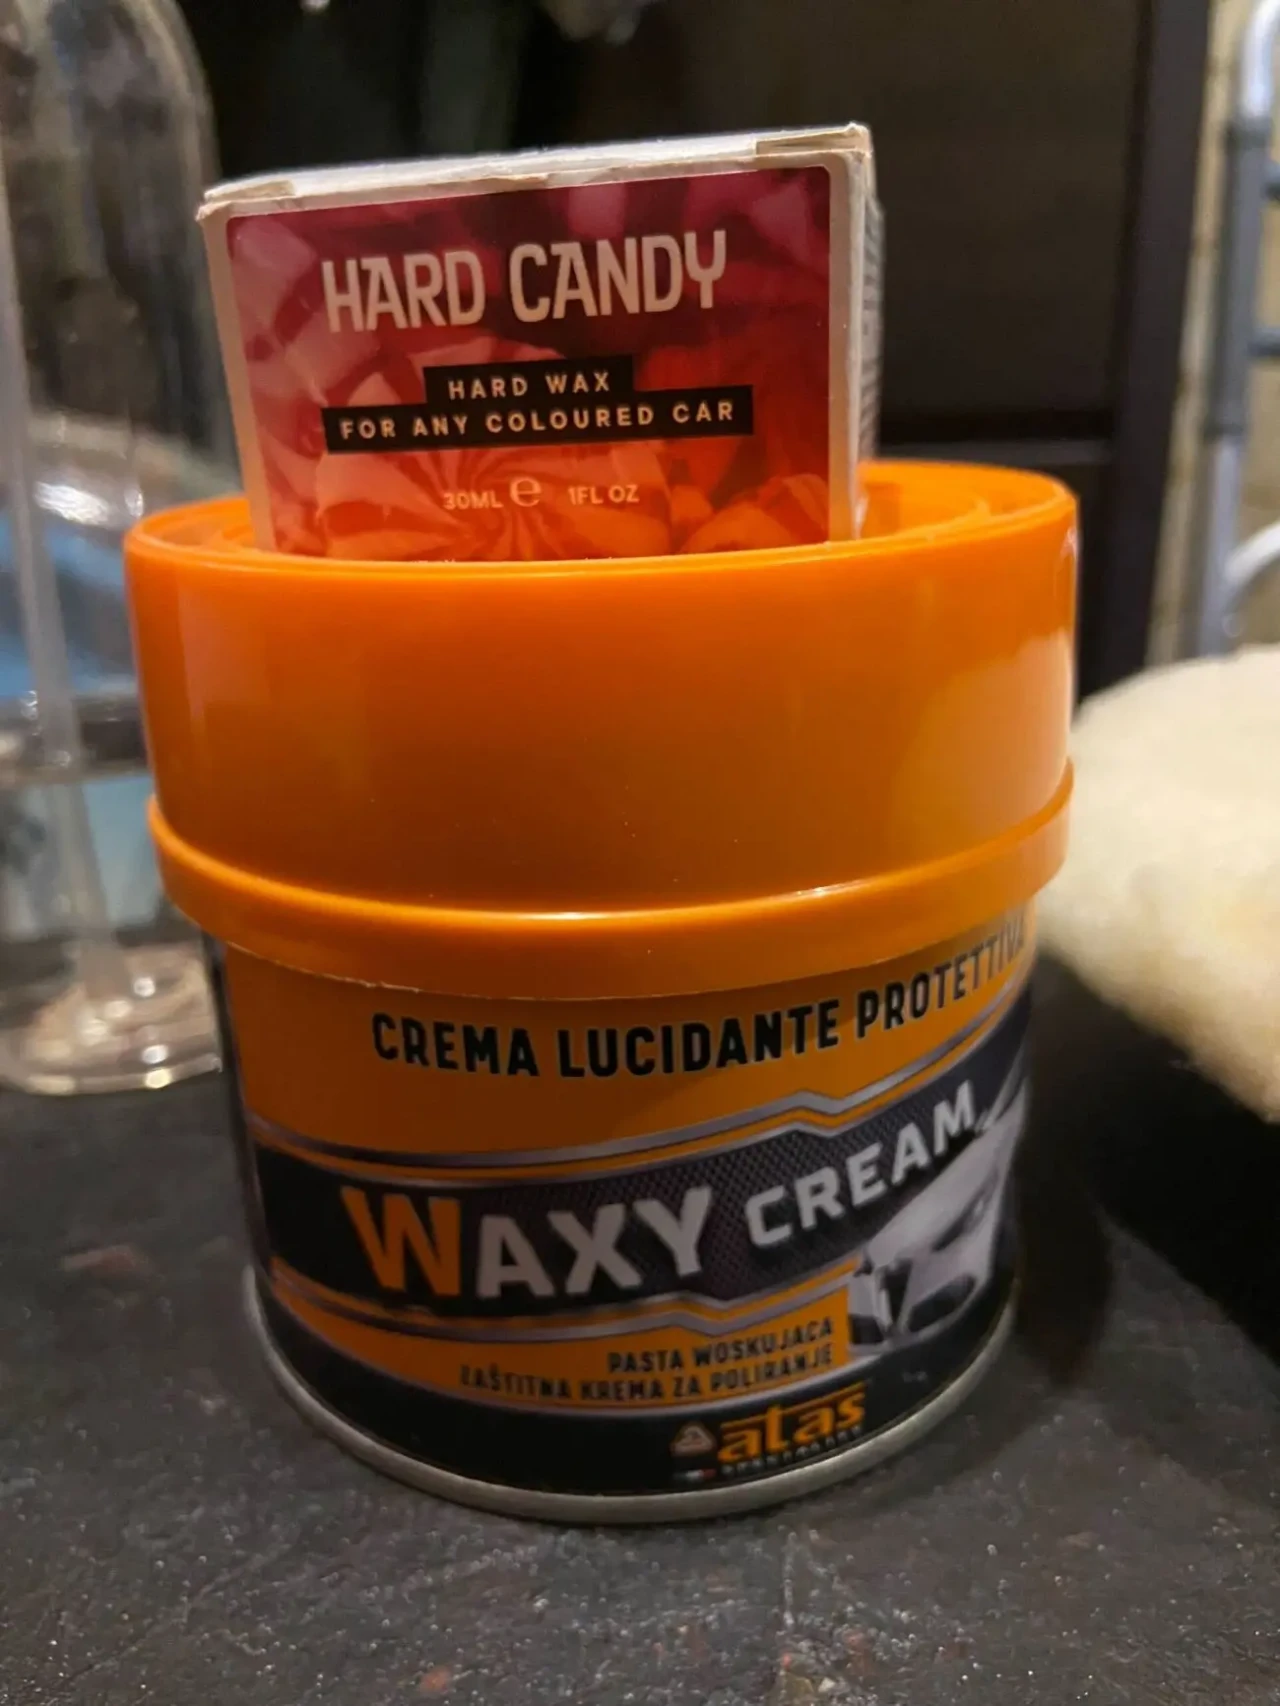 HARD CANDY
HARD WAX
FOR ANY COLOURED CAR
30ML ℮ 1FL OZ
CREMA LUCIDANTE PROTETTIVA
WAXY CREAM
PASTA WOSKUJĄCA
ZAŠTITNA KREMA ZA POLIRANJE
atas